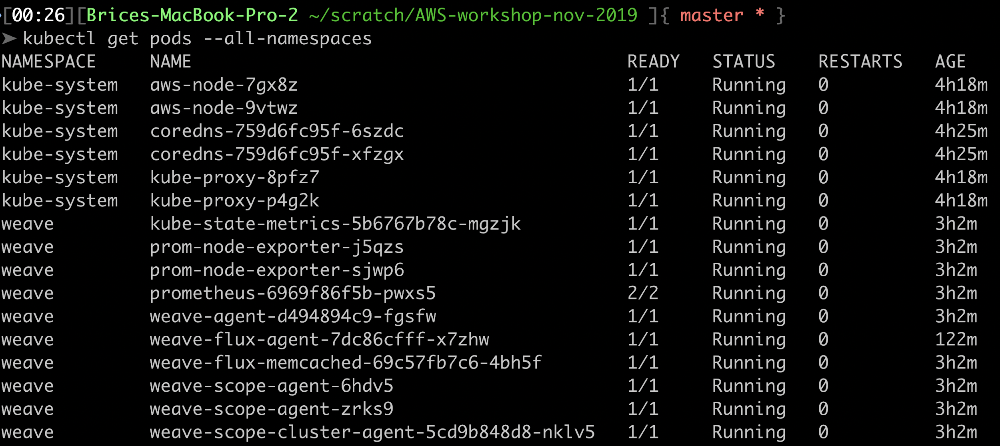 [00:26][Brices-MacBook-Pro-2 ~/scratch/AWS-workshop-nov-2019 ]{ master * }
➤ kubectl get pods --all-namespaces
NAMESPACE NAME READY STATUS RESTARTS AGE
kube-system aws-node-7gx8z 1/1 Running 0 4h18m
kube-system aws-node-9vtwz 1/1 Running 0 4h18m
kube-system coredns-759d6fc95f-6szdc 1/1 Running 0 4h25m
kube-system coredns-759d6fc95f-xfzgx 1/1 Running 0 4h25m
kube-system kube-proxy-8pfz7 1/1 Running 0 4h18m
kube-system kube-proxy-p4g2k 1/1 Running 0 4h18m
weave kube-state-metrics-5b6767b78c-mgzjk 1/1 Running 0 3h2m
weave prom-node-exporter-j5qzs 1/1 Running 0 3h2m
weave prom-node-exporter-sjwp6 1/1 Running 0 3h2m
weave prometheus-6969f86f5b-pwxs5 2/2 Running 0 3h2m
weave weave-agent-d494894c9-fgsfw 1/1 Running 0 3h2m
weave weave-flux-agent-7dc86cfff-x7zhw 1/1 Running 0 122m
weave weave-flux-memcached-69c57fb7c6-4bh5f 1/1 Running 0 3h2m
weave weave-scope-agent-6hdv5 1/1 Running 0 3h2m
weave weave-scope-agent-zrks9 1/1 Running 0 3h2m
weave weave-scope-cluster-agent-5cd9b848d8-nklv5 1/1 Running 0 3h2m